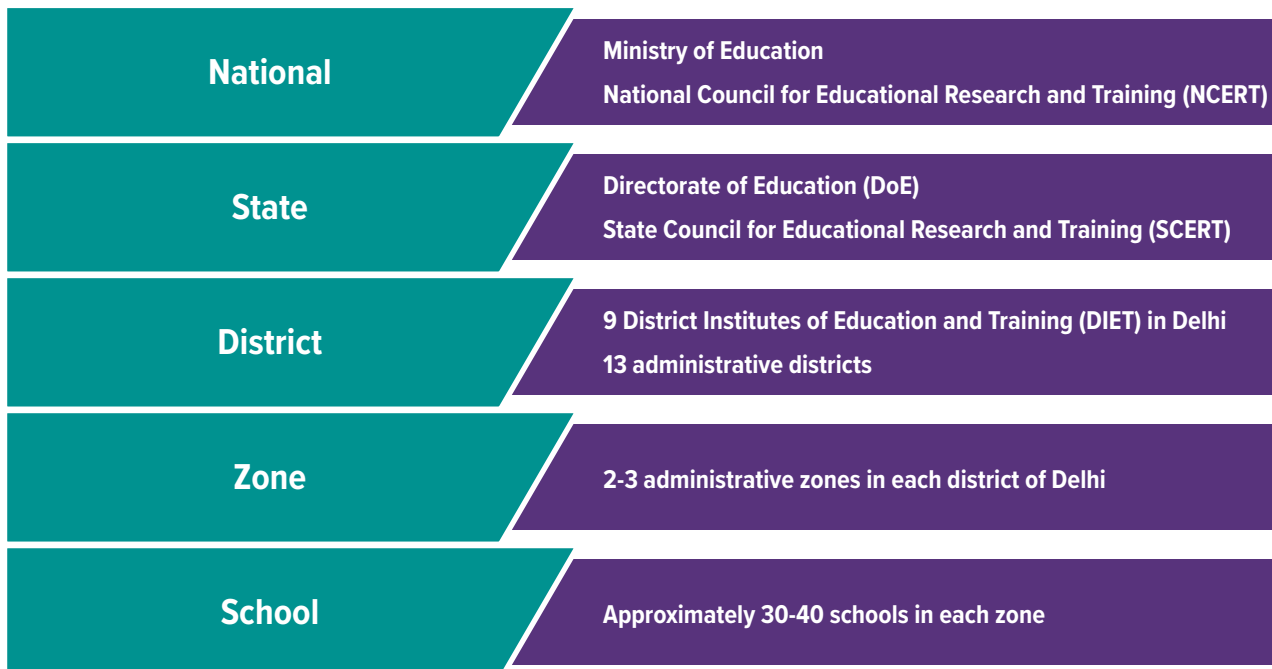 National
Ministry of Education
National Council for Educational Research and Training (NCERT)
State
Directorate of Education (DoE)
State Council for Educational Research and Training (SCERT)
District
9 District Institutes of Education and Training (DIET) in Delhi
13 administrative districts
Zone
2-3 administrative zones in each district of Delhi
School
Approximately 30-40 schools in each zone